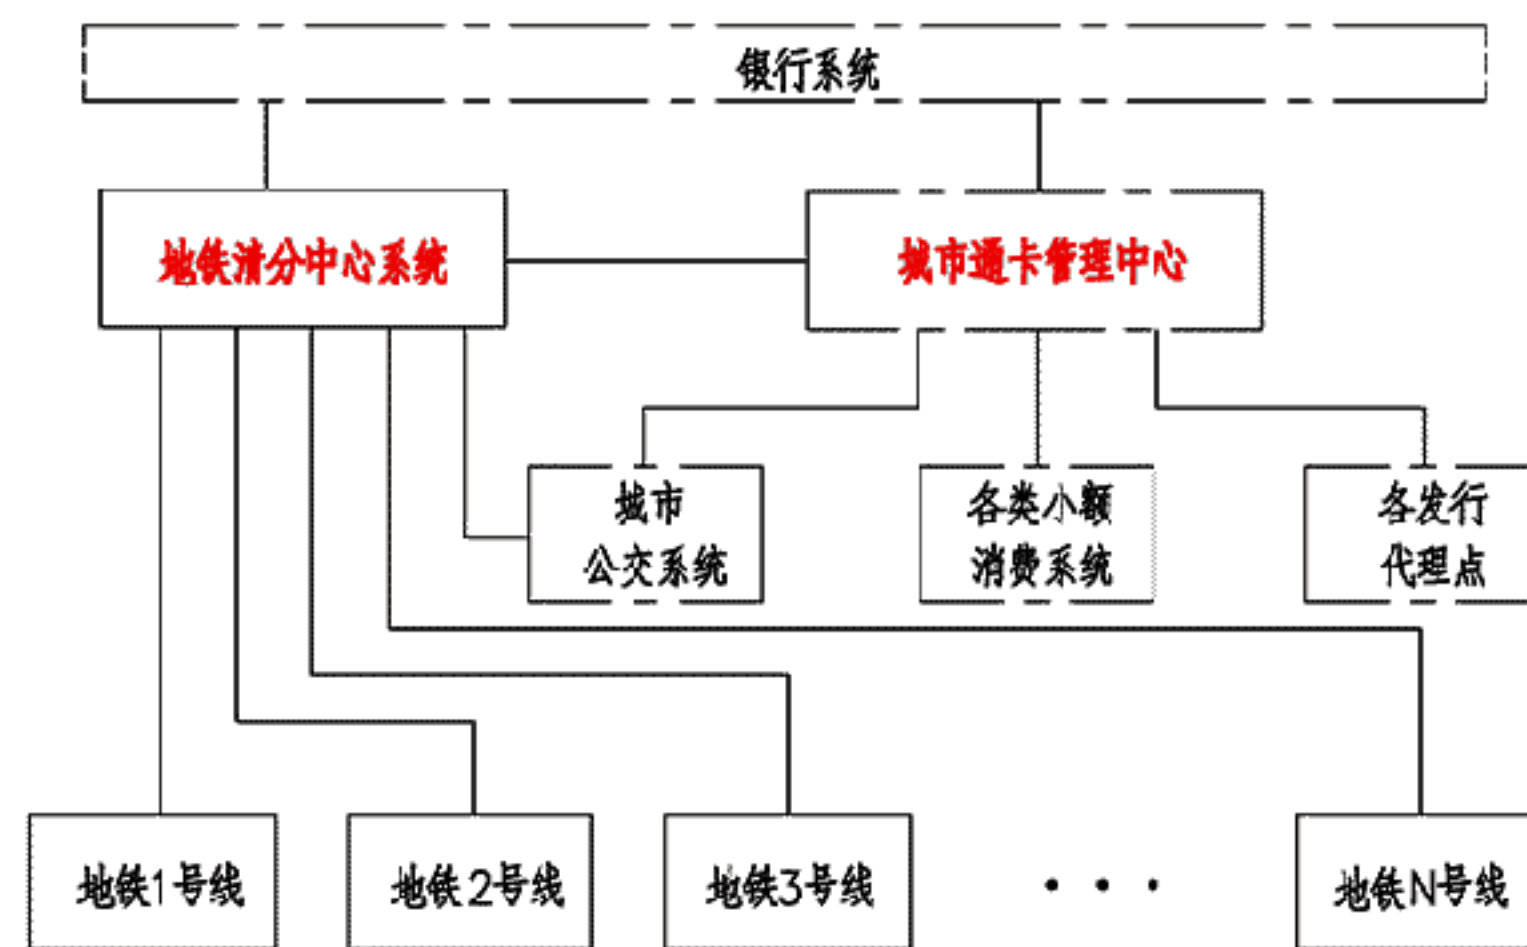 银行系统
地铁清分中心系统
城市通卡管理中心
城市
公交系统
各类小额
消费系统
各发行
代理点
地铁1号线
地铁2号线
地铁3号线
···
地铁N号线